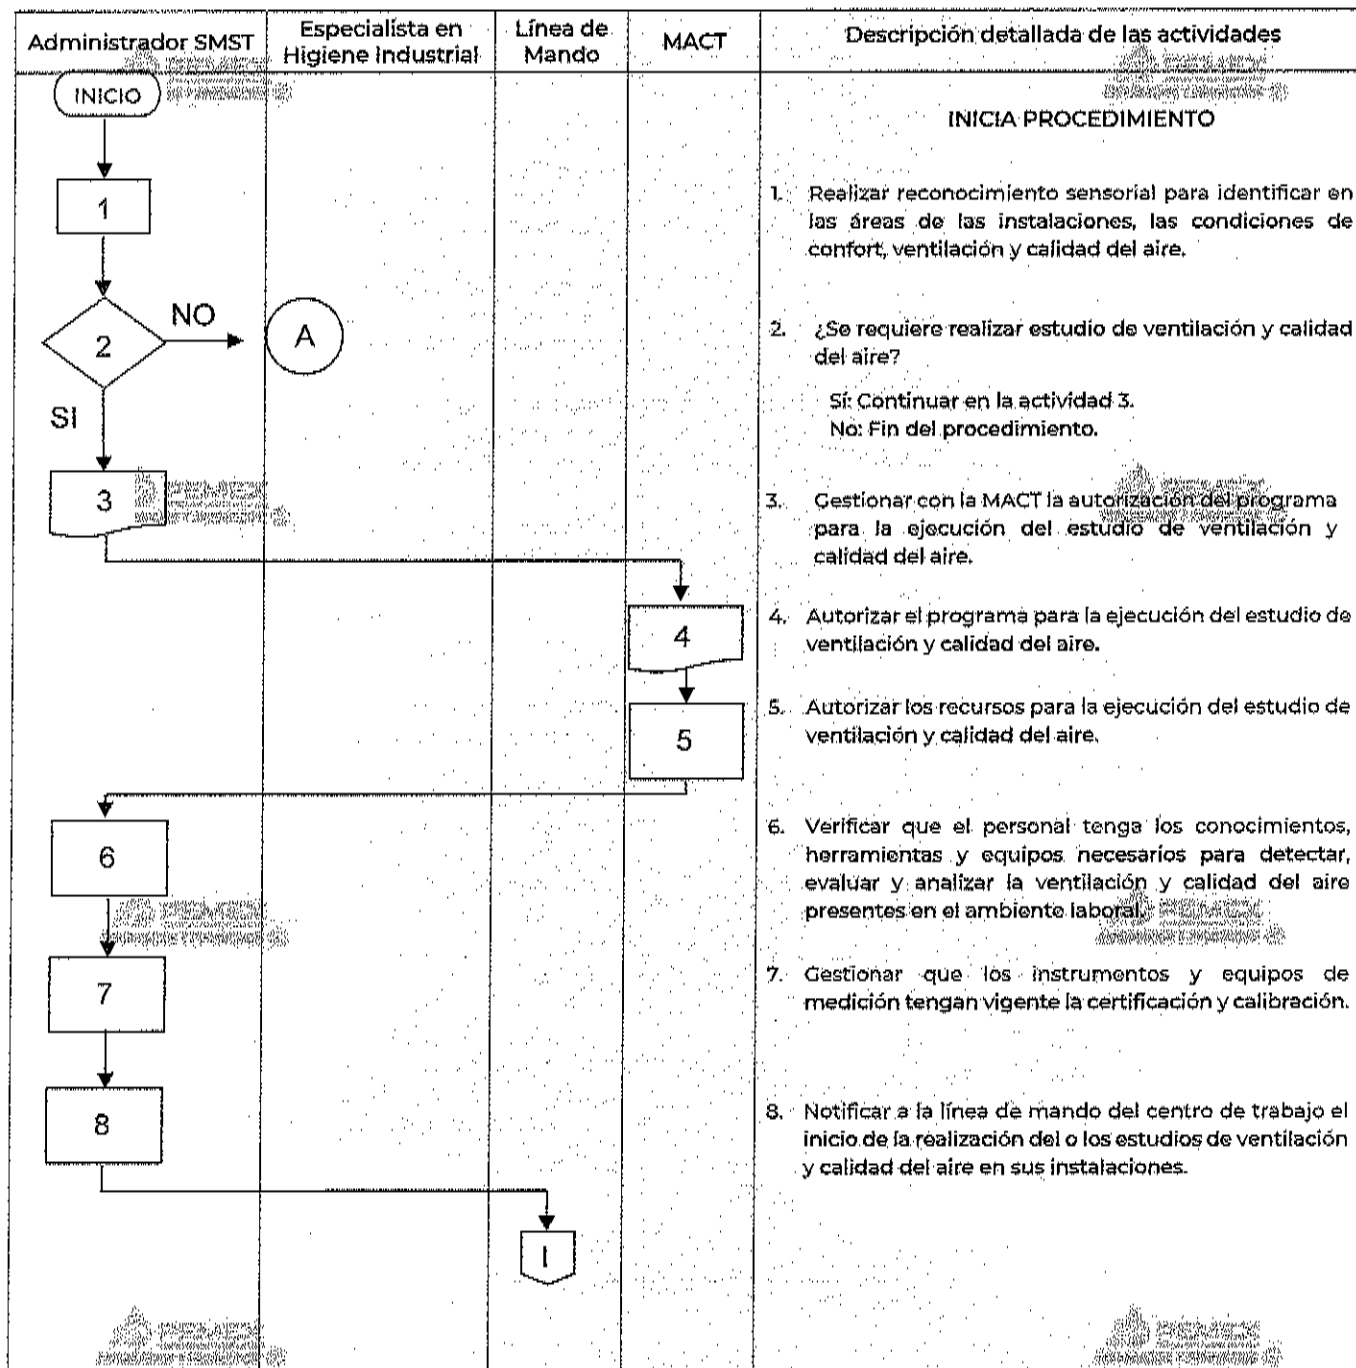 Administrador SMST
Especialista en
Higiene Industrial
Línea de
Mando
MACT
Descripción detallada de las actividades
INICIO
INICIA PROCEDIMIENTO
1
1. Realizar reconocimiento sensorial para identificar en
las áreas de las instalaciones, las condiciones de
confort, ventilación y calidad del aire.
2
NO
A
SI
2. ¿Se requiere realizar estudio de ventilación y calidad
del aire?
Sí: Continuar en la actividad 3.
No: Fin del procedimiento.
3
3. Gestionar con la MACT la autorización del programa
para la ejecución del estudio de ventilación y
calidad del aire.
4
4. Autorizar el programa para la ejecución del estudio de
ventilación y calidad del aire.
5
5. Autorizar los recursos para la ejecución del estudio de
ventilación y calidad del aire.
6
6. Verificar que el personal tenga los conocimientos,
herramientas y equipos necesarios para detectar,
evaluar y analizar la ventilación y calidad del aire
presentes en el ambiente laboral.
7
7. Gestionar que los instrumentos y equipos de
medición tengan vigente la certificación y calibración.
8
8. Notificar a la línea de mando del centro de trabajo el
inicio de la realización del o los estudios de ventilación
y calidad del aire en sus instalaciones.
I